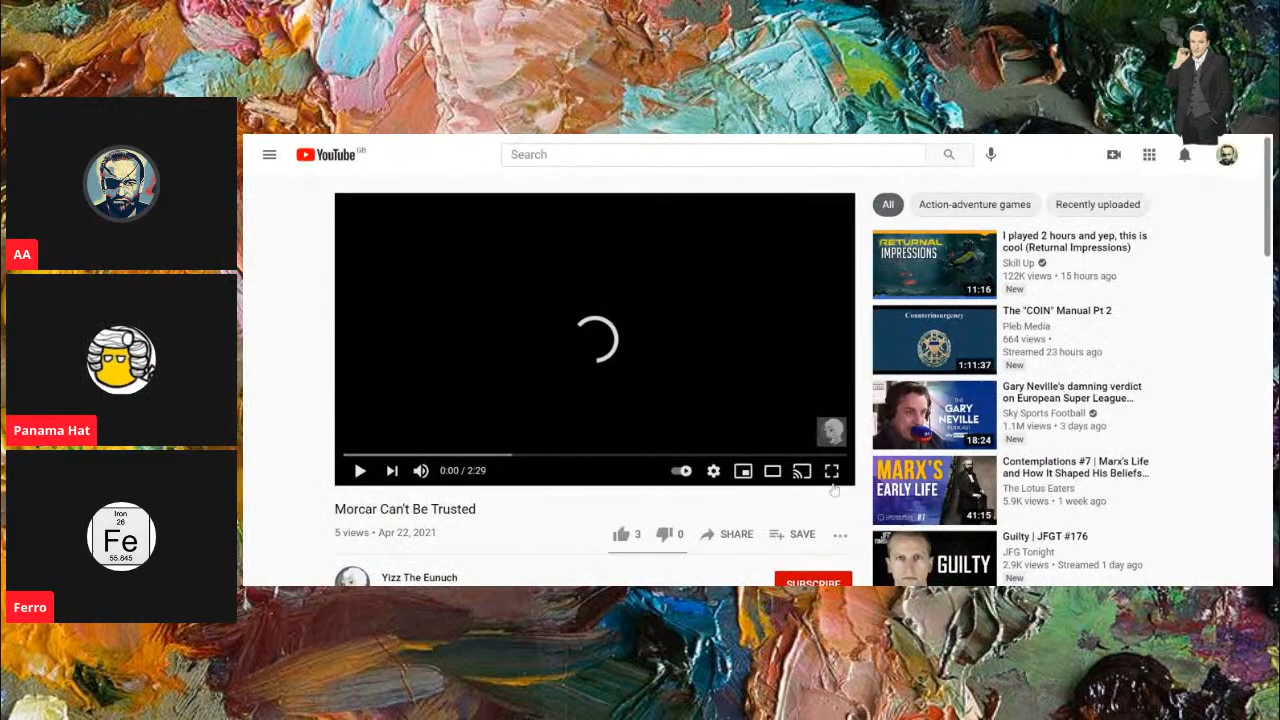 AA
Panama Hat
Iron
26
Fe
55.845
Ferro
YouTube GB
Search
0:00 / 2:29
Morcar Can't Be Trusted
5 views • Apr 22, 2021
3
0
SHARE
SAVE
Yizz The Eunuch
SUBSCRIBE
All
Action-adventure games
Recently uploaded
RETURNAL
IMPRESSIONS
11:16
I played 2 hours and yep, this is
cool (Returnal Impressions)
Skill Up
122K views • 15 hours ago
New
Counterinsurgency
1:11:37
The "COIN" Manual Pt 2
Pleb Media
664 views •
Streamed 23 hours ago
New
THE
GARY
NEVILLE
PODCAST
18:24
Gary Neville's damning verdict
on European Super League...
Sky Sports Football
1.1M views • 3 days ago
New
MARX'S
EARLY LIFE
CONTEMPLATIONS #7
41:15
Contemplations #7 | Marx's Life
and How It Shaped His Beliefs...
The Lotus Eaters
5.9K views • 1 week ago
GUILTY
Guilty | JFGT #176
JFG Tonight
2.9K views • Streamed 1 day ago
New